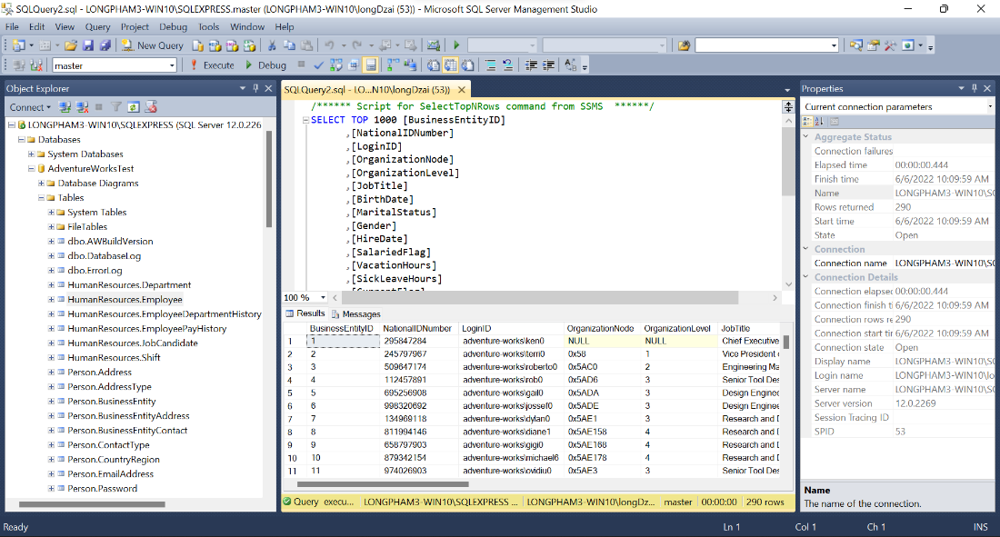 SQLQuery2.sql - LONGPHAM3-WIN10\SQLEXPRESS.master (LONGPHAM3-WIN10\longDzai (53)) - Microsoft SQL Server Management Studio
File Edit View Query Project Debug Tools Window Help
New Query
master Execute Debug
Object Explorer
Connect
LONGPHAM3-WIN10\SQLEXPRESS (SQL Server 12.0.226
Databases
System Databases
AdventureWorksTest
Database Diagrams
Tables
System Tables
FileTables
dbo.AWBuildVersion
dbo.DatabaseLog
dbo.ErrorLog
HumanResources.Department
HumanResources.Employee
HumanResources.EmployeeDepartmentHistory
HumanResources.EmployeePayHistory
HumanResources.JobCandidate
HumanResources.Shift
Person.Address
Person.AddressType
Person.BusinessEntity
Person.BusinessEntityAddress
Person.BusinessEntityContact
Person.ContactType
Person.CountryRegion
Person.EmailAddress
Person.Password
SQLQuery2.sql - LO...N10\longDzai (53))
/****** Script for SelectTopNRows command from SSMS ******/
SELECT TOP 1000 [BusinessEntityID]
,[NationalIDNumber]
,[LoginID]
,[OrganizationNode]
,[OrganizationLevel]
,[JobTitle]
,[BirthDate]
,[MaritalStatus]
,[Gender]
,[HireDate]
,[SalariedFlag]
,[VacationHours]
,[SickLeaveHours]
100 %
Results Messages
BusinessEntityID NationalIDNumber LoginID OrganizationNode OrganizationLevel JobTitle
1 1 295847284 adventure-works\ken0 NULL NULL Chief Executive
2 2 245797967 adventure-works\terri0 0x58 1 Vice President
3 3 509647174 adventure-works\roberto0 0x5AC0 2 Engineering Ma
4 4 112457891 adventure-works\rob0 0x5AD6 3 Senior Tool Des
5 5 695256908 adventure-works\gail0 0x5ADA 3 Design Enginee
6 6 998320692 adventure-works\jossef0 0x5ADE 3 Design Enginee
7 7 134969118 adventure-works\dylan0 0x5AE1 3 Research and D
8 8 811994146 adventure-works\diane1 0x5AE158 4 Research and D
9 9 658797903 adventure-works\gigi0 0x5AE168 4 Research and D
10 10 879342154 adventure-works\michael6 0x5AE178 4 Research and D
11 11 974026903 adventure-works\ovidiu0 0x5AE3 3 Senior Tool Des
Query execu... LONGPHAM3-WIN10\SQLEXPRESS ... LONGPHAM3-WIN10\longDz... master 00:00:00 290 rows
Properties
Current connection parameters
Aggregate Status
Connection failures
Elapsed time 00:00:00.444
Finish time 6/6/2022 10:09:59 AM
Name LONGPHAM3-WIN10\SC
Rows returned 290
Start time 6/6/2022 10:09:59 AM
State Open
Connection
Connection name LONGPHAM3-WIN10\SC
Connection Details
Connection elapsec 00:00:00.444
Connection finish ti 6/6/2022 10:09:59 AM
Connection rows re 290
Connection start tir 6/6/2022 10:09:59 AM
Connection state Open
Display name LONGPHAM3-WIN10\SC
Login name LONGPHAM3-WIN10\lo
Server name LONGPHAM3-WIN10\SC
Server version 12.0.2269
Session Tracing ID
SPID 53
Name
The name of the connection.
Ready Ln 1 Col 1 Ch 1 INS